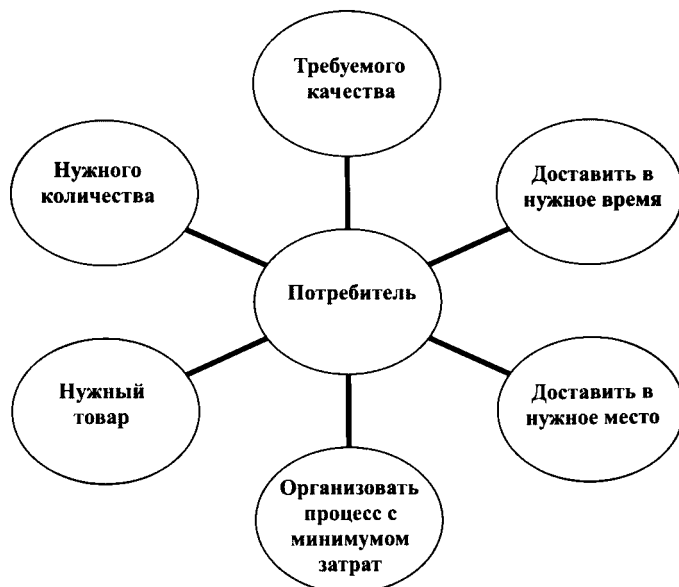 Требуемого
качества
Нужного
количества
Доставить в
нужное время
Потребитель
Нужный
товар
Доставить в
нужное место
Организовать
процесс с
минимумом
затрат